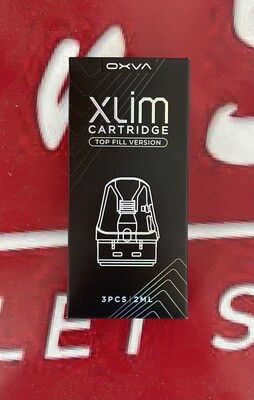 OXVA
XLIM
CARTRIDGE
TOP FILL VERSION
3PCS / 2ML
LET S